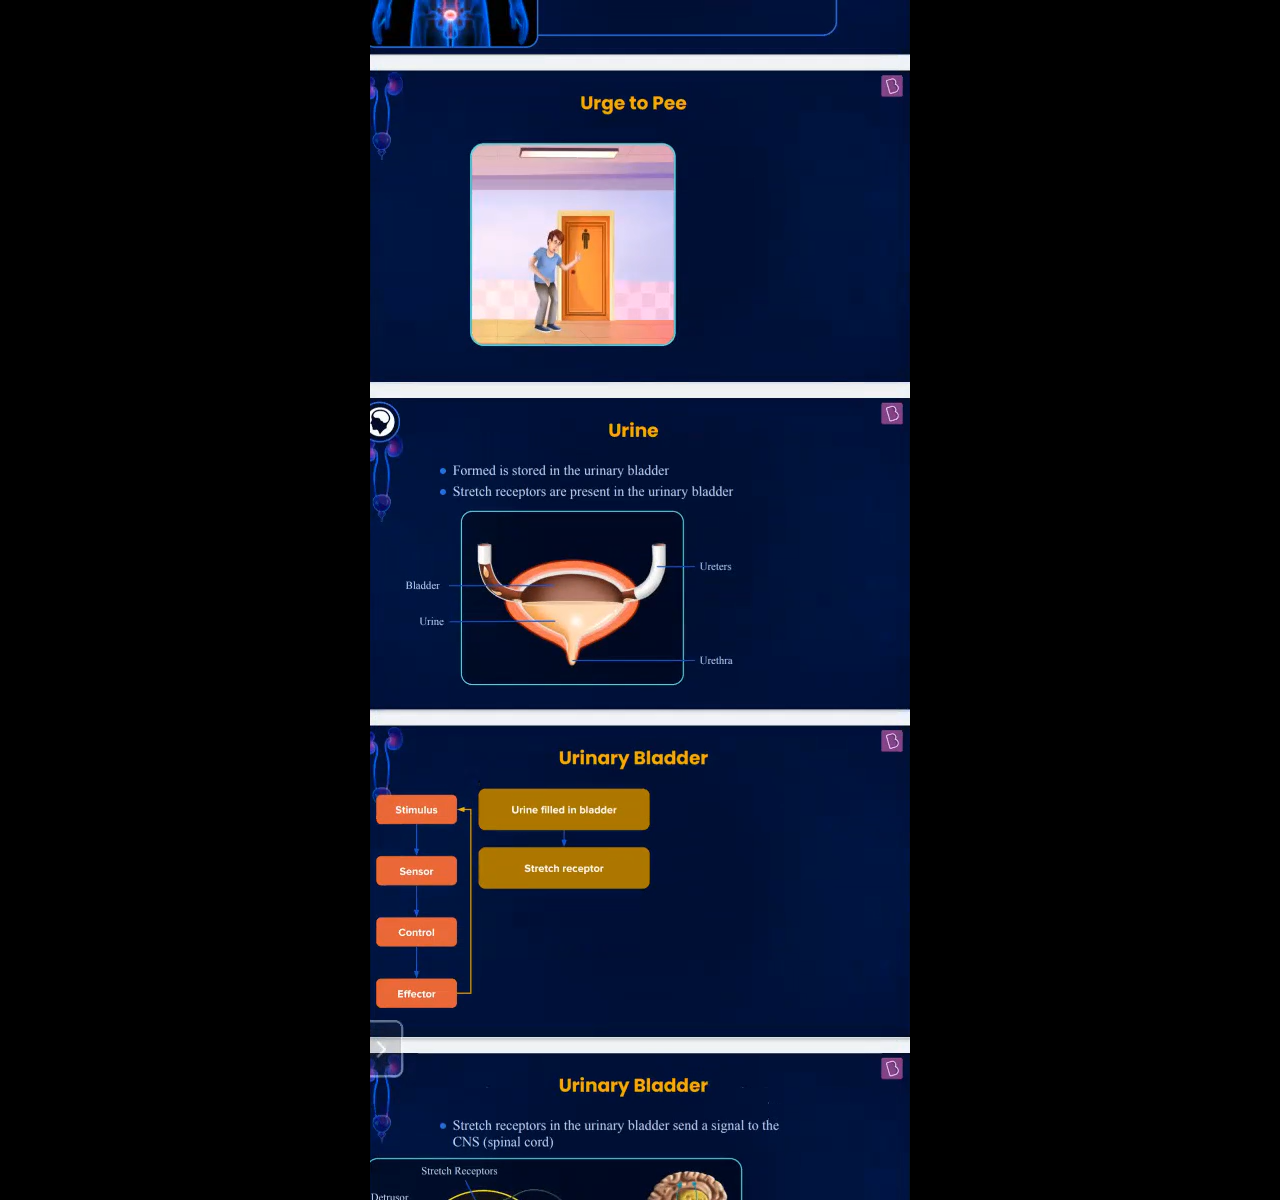 Urge to Pee
Urine
Formed is stored in the urinary bladder
Stretch receptors are present in the urinary bladder
Ureters
Bladder
Urine
Urethra
Urinary Bladder
Stimulus
Urine filled in bladder
Sensor
Stretch receptor
Control
Effector
Urinary Bladder
Stretch receptors in the urinary bladder send a signal to the
CNS (spinal cord)
Stretch Receptors
Detrusor